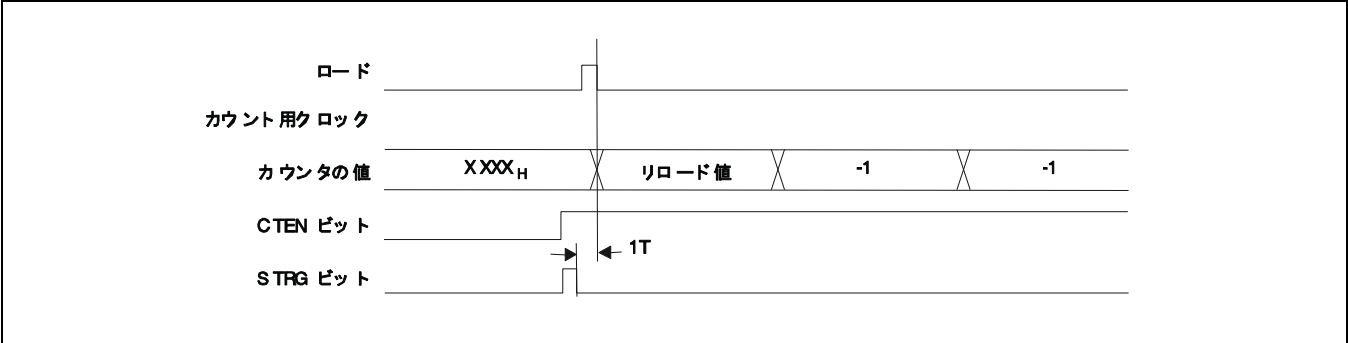 ロード
カウント用クロック
カウンタの値 XXXXH リロード値 -1 -1
CTEN ビット
1T
STRG ビット